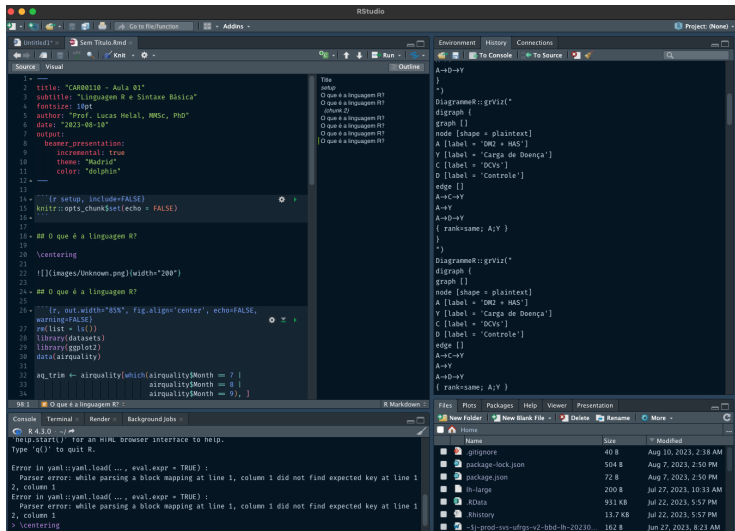 RStudio
Go to file/function
Addins
Project: (None)
Untitled1*
Sem Título.Rmd
Knit
Run
Source Visual
Outline
1 ---
2 title: "CAR00110 - Aula 01"
3 subtitle: "Linguagem R e Sintaxe Básica"
4 fontsize: 10pt
5 author: "Prof. Lucas Helal, MMSc, PhD"
6 date: "2023-08-10"
7 output:
8 beamer_presentation:
9 incremental: true
10 theme: "Madrid"
11 color: "dolphin"
12 ---
13
14 ```{r setup, include=FALSE}
15 knitr::opts_chunk$set(echo = FALSE)
16 ```
17
18 ## O que é a linguagem R?
19
20 \centering
21
22 ![](images/Unknown.png){width="200"}
23
24 ## O que é a linguagem R?
25
26 ```{r, out.width="85%", fig.align='center', echo=FALSE,
warning=FALSE}
27 rm(list = ls())
28 library(datasets)
29 library(ggplot2)
30 data(airquality)
31
32 aq_trim ← airquality[which(airquality$Month == 7 |
33 airquality$Month == 8 |
34 airquality$Month == 9), ]
Title
setup
O que é a linguagem R?
O que é a linguagem R?
(chunk 2)
O que é a linguagem R?
O que é a linguagem R?
O que é a linguagem R?
O que é a linguagem R?
98:1 O que é a linguagem R?
R Markdown
Console Terminal Render Background Jobs
R 4.3.0 · ~/
'help.start()' for an HTML browser interface to help.
Type 'q()' to quit R.
Error in yaml::yaml.load(..., eval.expr = TRUE) :
Parser error: while parsing a block mapping at line 1, column 1 did not find expected key at line 1
2, column 1
Error in yaml::yaml.load(..., eval.expr = TRUE) :
Parser error: while parsing a block mapping at line 1, column 1 did not find expected key at line 1
2, column 1
> \centering
Environment History Connections
To Console To Source
A→D→Y
}
")
DiagrammeR::grViz("
digraph {
graph []
node [shape = plaintext]
A [label = 'DM2 + HAS']
Y [label = 'Carga de Doença']
C [label = 'DCVs']
D [label = 'Controle']
edge []
A→C→Y
A→Y
A→D→Y
{ rank=same; A;Y }
}
")
DiagrammeR::grViz("
digraph {
graph []
node [shape = plaintext]
A [label = 'DM2 + HAS']
Y [label = 'Carga de Doença']
C [label = 'DCVs']
D [label = 'Controle']
edge []
A→C→Y
A→Y
A→D→Y
{ rank=same; A;Y }
Files Plots Packages Help Viewer Presentation
New Folder New Blank File Delete Rename More
Home
Name Size Modified
.gitignore 40 B Aug 10, 2023, 2:38 AM
package-lock.json 504 B Aug 7, 2023, 2:50 PM
package.json 72 B Aug 7, 2023, 2:50 PM
lh-large 200 B Jul 27, 2023, 10:33 AM
.RData 931 KB Jul 22, 2023, 5:57 PM
.Rhistory 13.7 KB Jul 22, 2023, 5:57 PM
~$j-prod-svs-ufrgs-v2-bbd-lh-20230... 162 B Jun 27, 2023, 8:23 AM